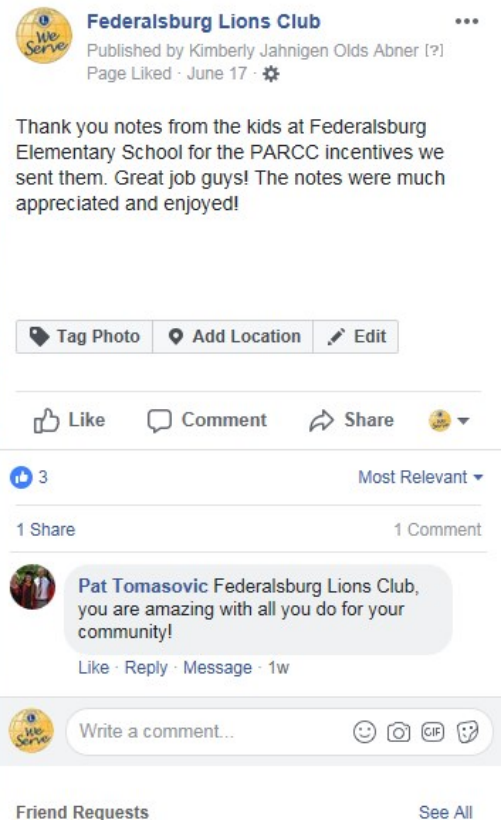 Federalsburg Lions Club
Published by Kimberly Jahnigen Olds Abner [?]
Page Liked · June 17 ·
Thank you notes from the kids at Federalsburg
Elementary School for the PARCC incentives we
sent them. Great job guys! The notes were much
appreciated and enjoyed!
Tag Photo Add Location Edit
Like Comment Share
3 Most Relevant
1 Share 1 Comment
Pat Tomasovic Federalsburg Lions Club,
you are amazing with all you do for your
community!
Like · Reply · Message · 1w
We
Serve
Write a comment...
GIF
Friend Requests See All